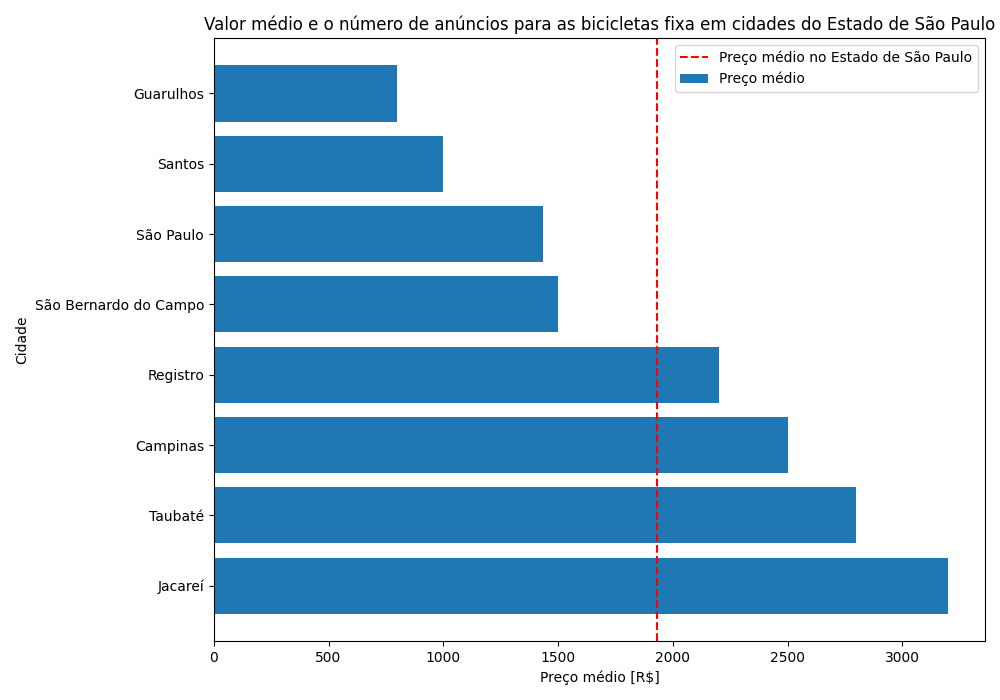 Valor médio e o número de anúncios para as bicicletas fixa em cidades do Estado de São Paulo
Preço médio no Estado de São Paulo
Preço médio
Guarulhos
Santos
São Paulo
São Bernardo do Campo
Registro
Campinas
Taubaté
Jacareí
Cidade
0 500 1000 1500 2000 2500 3000
Preço médio [R$]